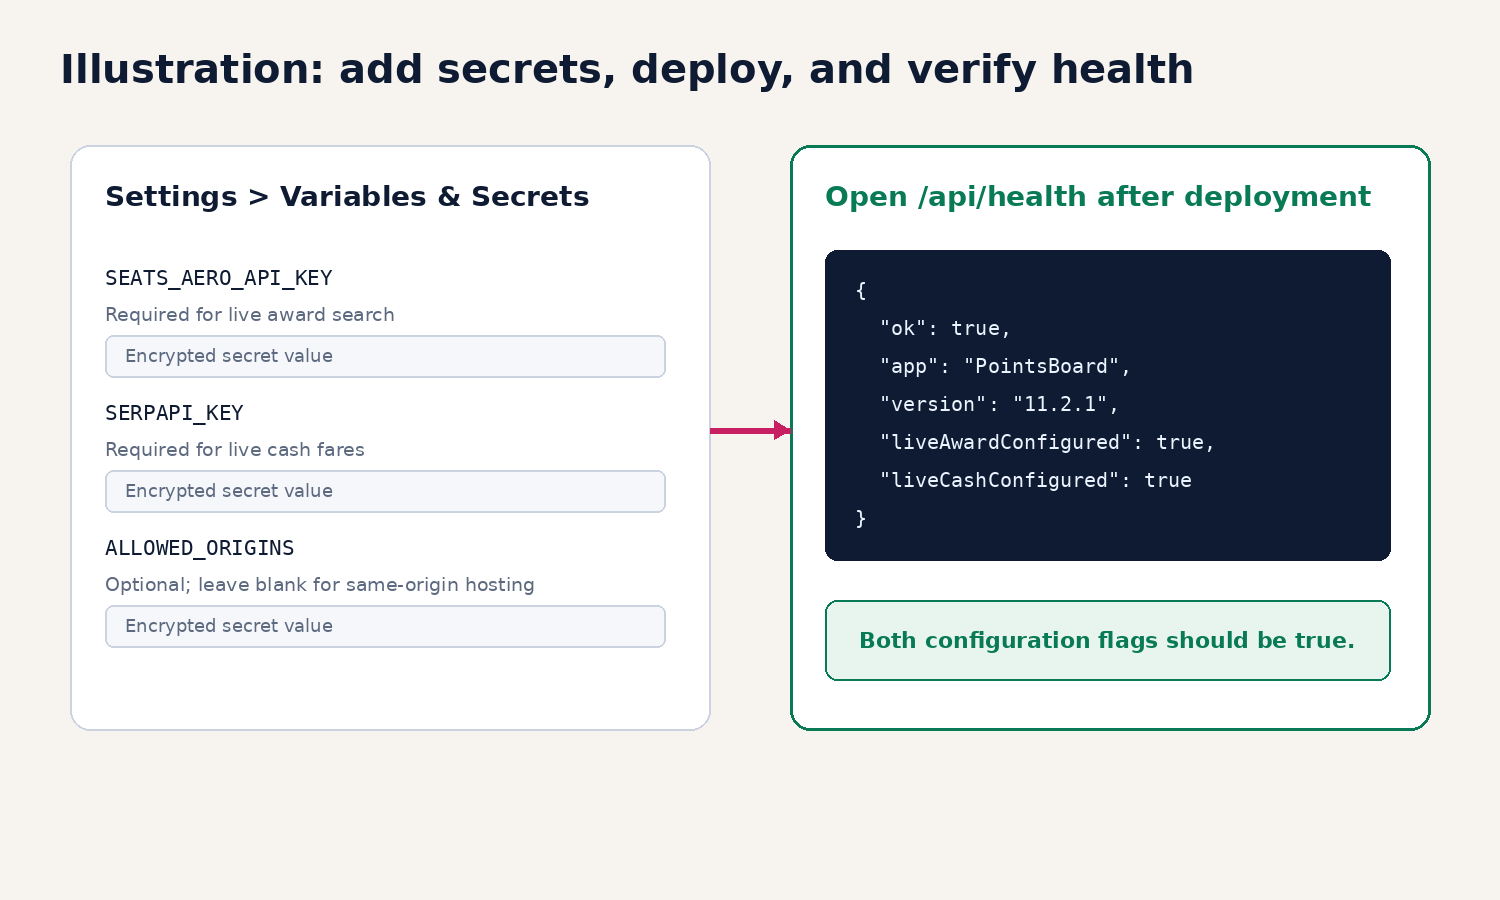 Illustration: add secrets, deploy, and verify health
Settings > Variables & Secrets
SEATS_AERO_API_KEY
Required for live award search
Encrypted secret value
SERPAPI_KEY
Required for live cash fares
Encrypted secret value
ALLOWED_ORIGINS
Optional; leave blank for same-origin hosting
Encrypted secret value
Open /api/health after deployment
{
  "ok": true,
  "app": "PointsBoard",
  "version": "11.2.1",
  "liveAwardConfigured": true,
  "liveCashConfigured": true
}
Both configuration flags should be true.